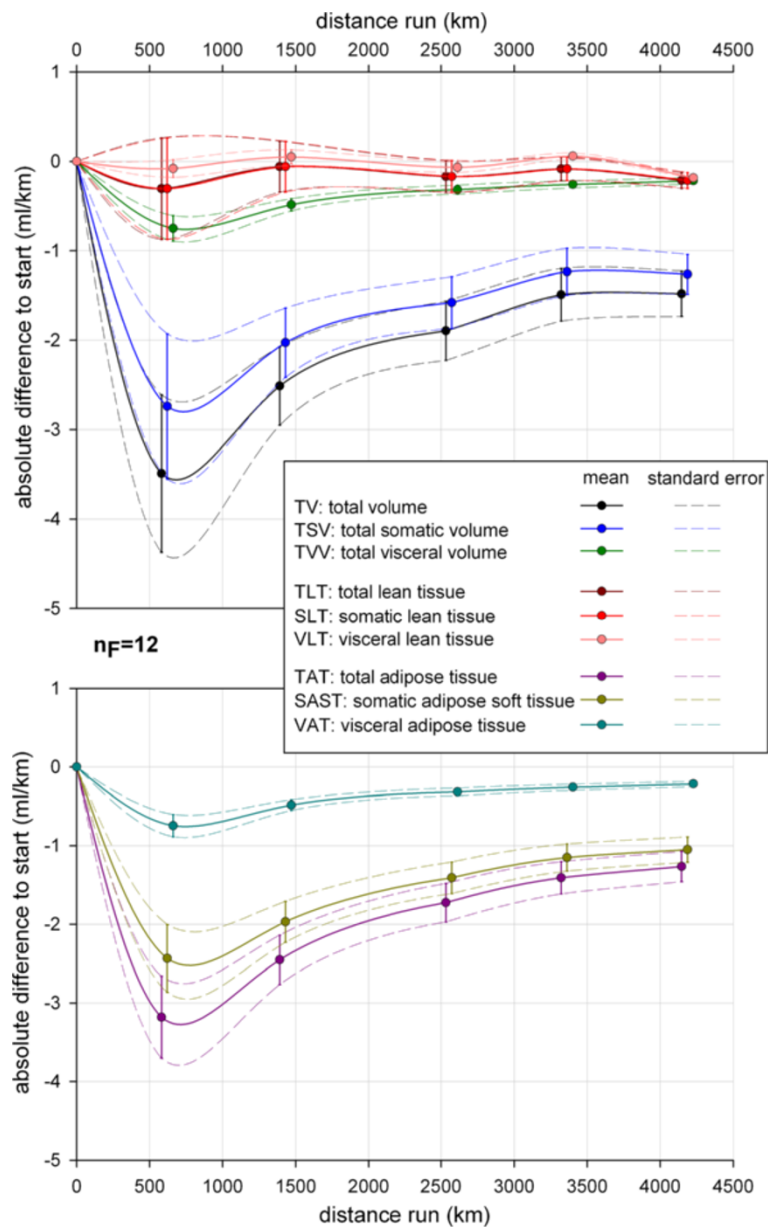 distance run (km)
0 500 1000 1500 2000 2500 3000 3500 4000 4500
1
0
-1
-2
-3
-4
-5
absolute difference to start (ml/km)
mean standard error
TV: total volume
TSV: total somatic volume
TVV: total visceral volume
TLT: total lean tissue
SLT: somatic lean tissue
VLT: visceral lean tissue
TAT: total adipose tissue
SAST: somatic adipose soft tissue
VAT: visceral adipose tissue
nF=12
1
0
-1
-2
-3
-4
-5
absolute difference to start (ml/km)
0 500 1000 1500 2000 2500 3000 3500 4000 4500
distance run (km)